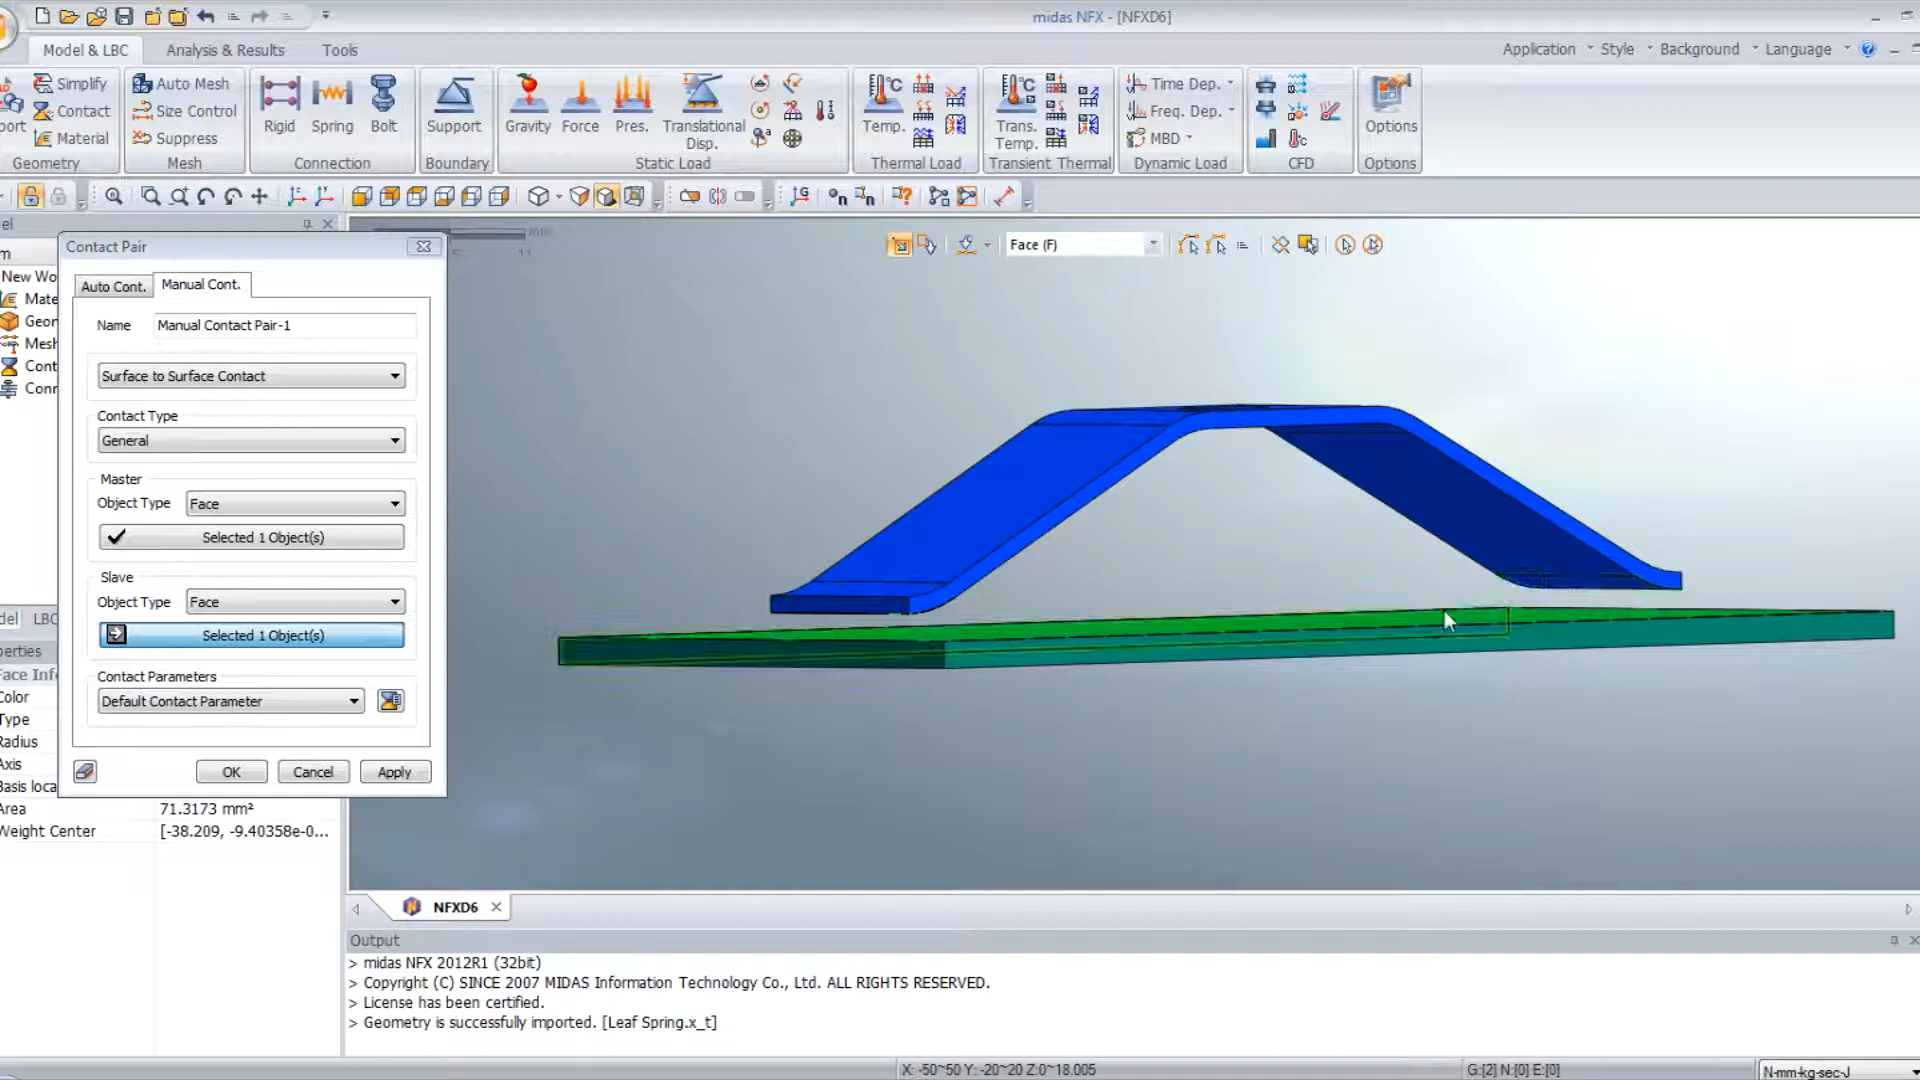 midas NFX - [NFXD6]
Model & LBC
Analysis & Results
Tools
Application
Style
Background
Language
Simplify
Contact
Material
Geometry
Auto Mesh
Size Control
Suppress
Mesh
Rigid
Spring
Bolt
Connection
Support
Boundary
Gravity
Force
Pres.
Translational
Disp.
Static Load
Temp.
Thermal Load
Trans.
Temp.
Transient Thermal
Time Dep.
Freq. Dep.
MBD
Dynamic Load
CFD
Options
Options
Face (F)
Contact Pair
Auto Cont.
Manual Cont.
Name
Manual Contact Pair-1
Surface to Surface Contact
Contact Type
General
Master
Object Type
Face
Selected 1 Object(s)
Slave
Object Type
Face
Selected 1 Object(s)
Contact Parameters
Default Contact Parameter
OK
Cancel
Apply
New Wo
Mate
Geon
Mesh
Cont
Conr
del
LBC
perties
Face Inf
Color
Type
Radius
Axis
Basis loca
Area
71.3173 mm²
Weight Center
[-38.209, -9.40358e-0...
NFXD6
Output
> midas NFX 2012R1 (32bit)
> Copyright (C) SINCE 2007 MIDAS Information Technology Co., Ltd. ALL RIGHTS RESERVED.
> License has been certified.
> Geometry is successfully imported. [Leaf Spring.x_t]
X: -50~50 Y: -20~20 Z:0~18.005
G:[2] N:[0] E:[0]
N-mm-kg-sec-J